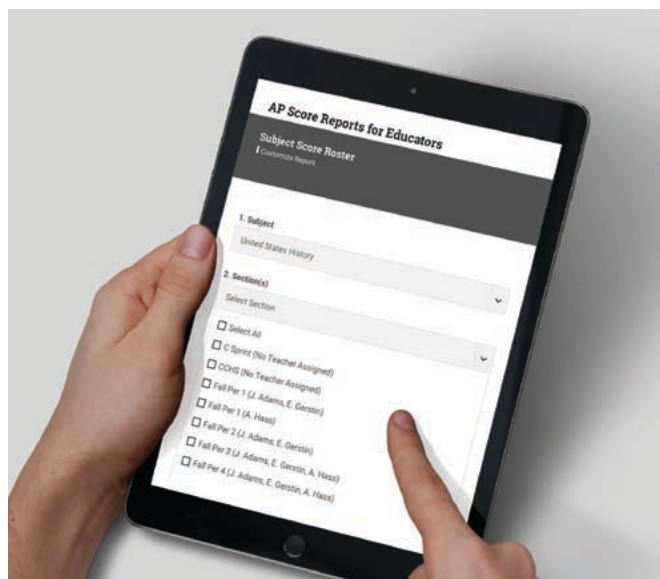 AP Score Reports for Educators
Subject Score Roster
Customize Report
1. Subject
United States History
2. Section(s)
Select Section
Select All
C Sprint (No Teacher Assigned)
CCHS (No Teacher Assigned)
Fall Per 1 (J. Adams, E. Gerstin)
Fall Per 1 (A. Hass)
Fall Per 2 (J. Adams, E. Gerstin)
Fall Per 3 (J. Adams, E. Gerstin, A. Hass)
Fall Per 4 (J. Adams, E. Gerstin, A. Hass)